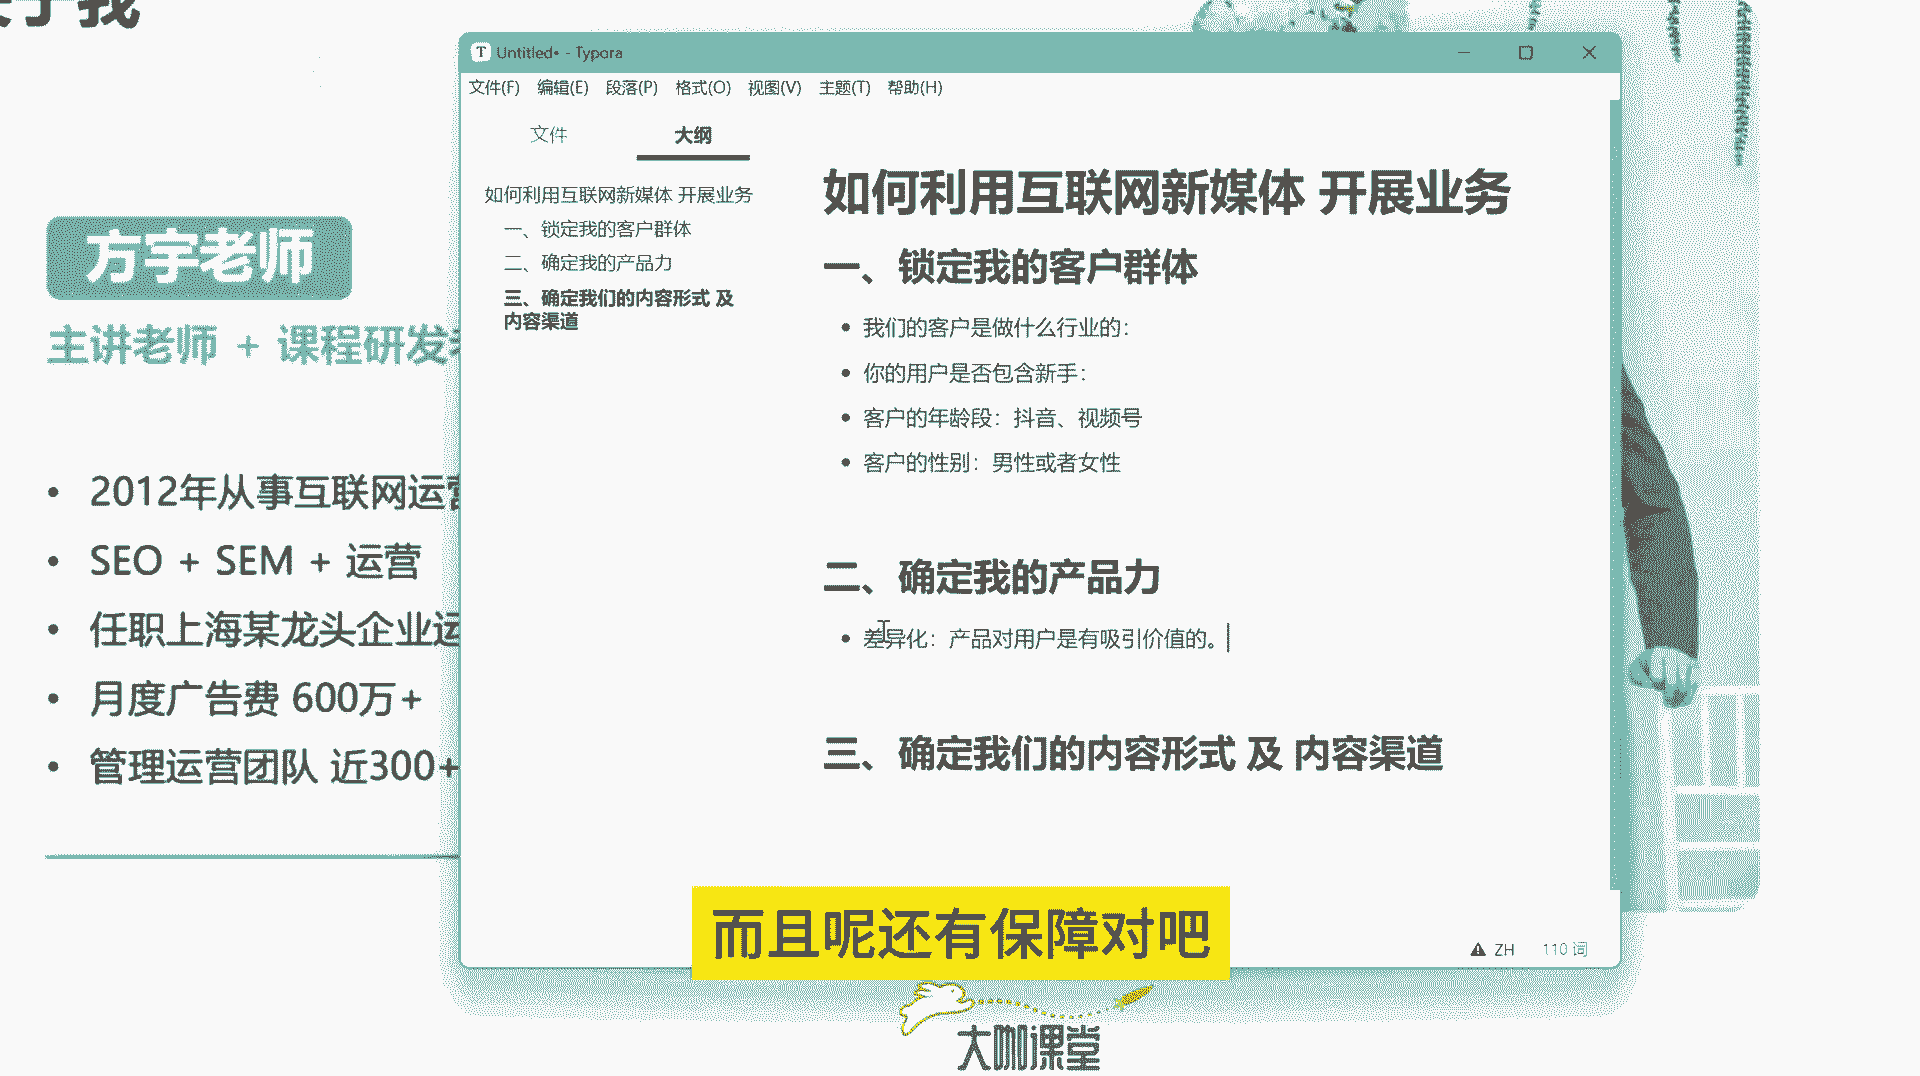 于我
方宇老师
主讲老师 + 课程研发
2012年从事互联网运营
SEO + SEM + 运营
任职上海某龙头企业运
月度广告费 600万+
管理运营团队 近300+
T Untitled• - Typora
文件(F) 编辑(E) 段落(P) 格式(O) 视图(V) 主题(T) 帮助(H)
文件 大纲
如何利用互联网新媒体 开展业务
一、锁定我的客户群体
二、确定我的产品力
三、确定我们的内容形式 及
内容渠道
如何利用互联网新媒体 开展业务
一、锁定我的客户群体
我们的客户是做什么行业的：
你的用户是否包含新手：
客户的年龄段：抖音、视频号
客户的性别：男性或者女性
二、确定我的产品力
差异化：产品对用户是有吸引价值的。
三、确定我们的内容形式 及 内容渠道
ZH 110 词
而且呢还有保障对吧
大咖课堂